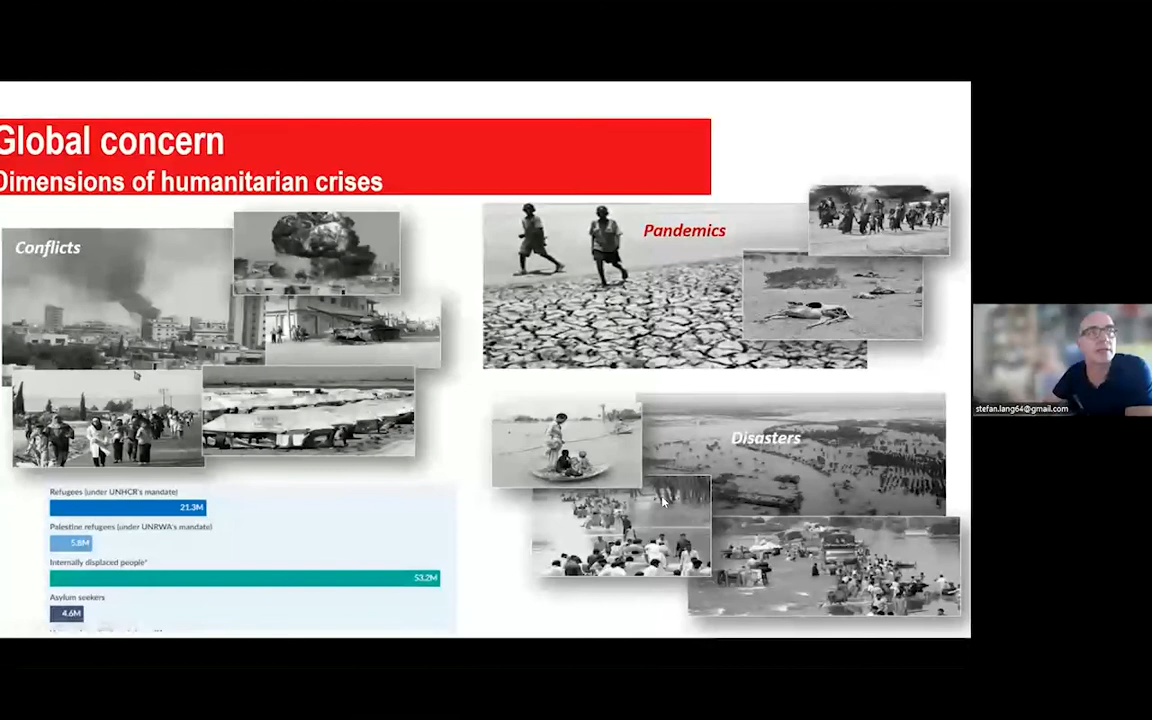 Global concern
Dimensions of humanitarian crises
Conflicts
Pandemics
Disasters
Refugees (under UNHCR's mandate)
21.3M
Palestine refugees (under UNRWA's mandate)
5.8M
Internally displaced people*
53.2M
Asylum seekers
4.6M
stefan.lang64@gmail.com